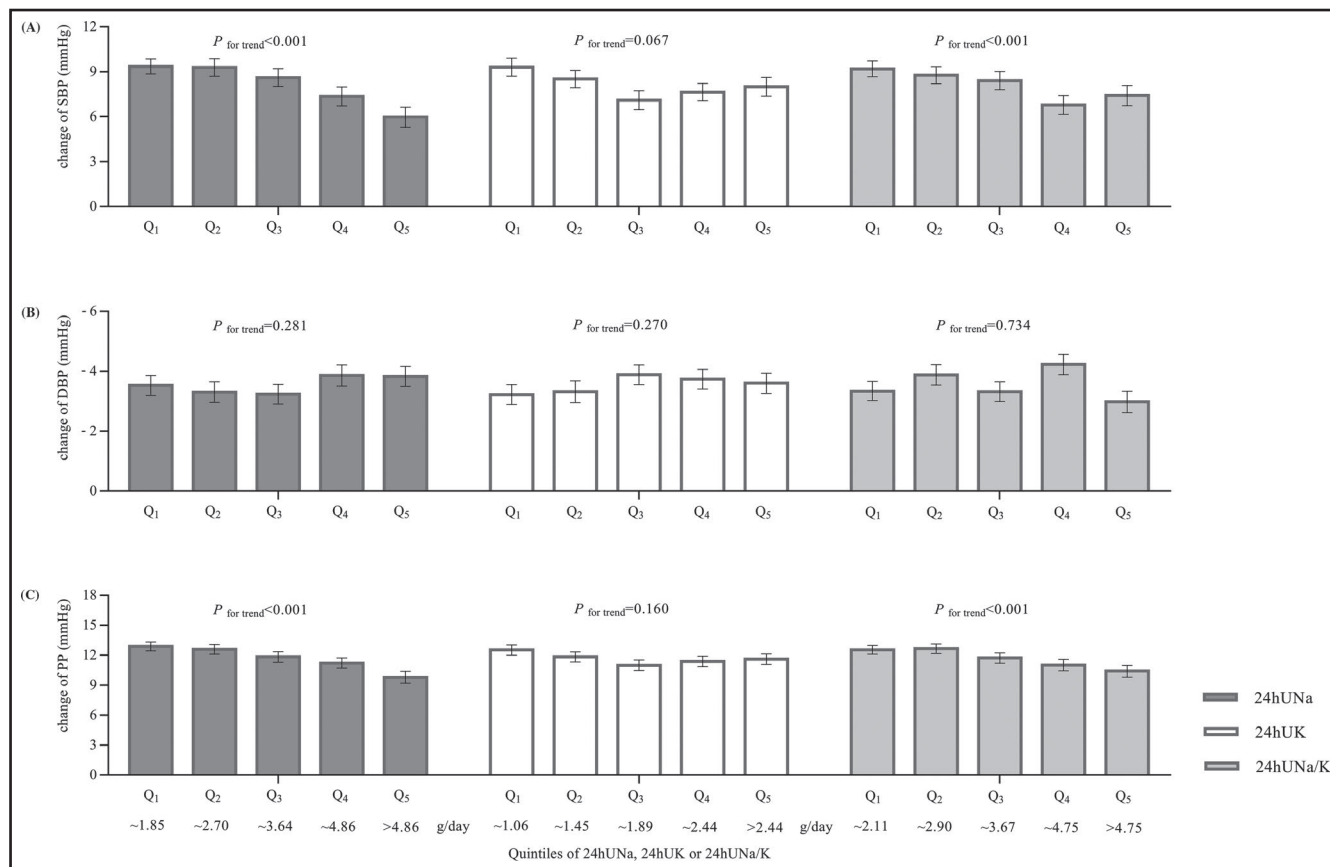 (A)
change of SBP (mmHg)
12
9
6
3
0
P for trend<0.001
P for trend=0.067
P for trend<0.001
Q1 Q2 Q3 Q4 Q5 Q1 Q2 Q3 Q4 Q5 Q1 Q2 Q3 Q4 Q5
(B)
change of DBP (mmHg)
- 6
- 4
- 2
0
P for trend=0.281
P for trend=0.270
P for trend=0.734
Q1 Q2 Q3 Q4 Q5 Q1 Q2 Q3 Q4 Q5 Q1 Q2 Q3 Q4 Q5
(C)
change of PP (mmHg)
18
15
12
9
6
3
0
P for trend<0.001
P for trend=0.160
P for trend<0.001
Q1 Q2 Q3 Q4 Q5 Q1 Q2 Q3 Q4 Q5 Q1 Q2 Q3 Q4 Q5
~1.85 ~2.70 ~3.64 ~4.86 >4.86 g/day ~1.06 ~1.45 ~1.89 ~2.44 >2.44 g/day ~2.11 ~2.90 ~3.67 ~4.75 >4.75
Quintiles of 24hUNa, 24hUK or 24hUNa/K
24hUNa
24hUK
24hUNa/K